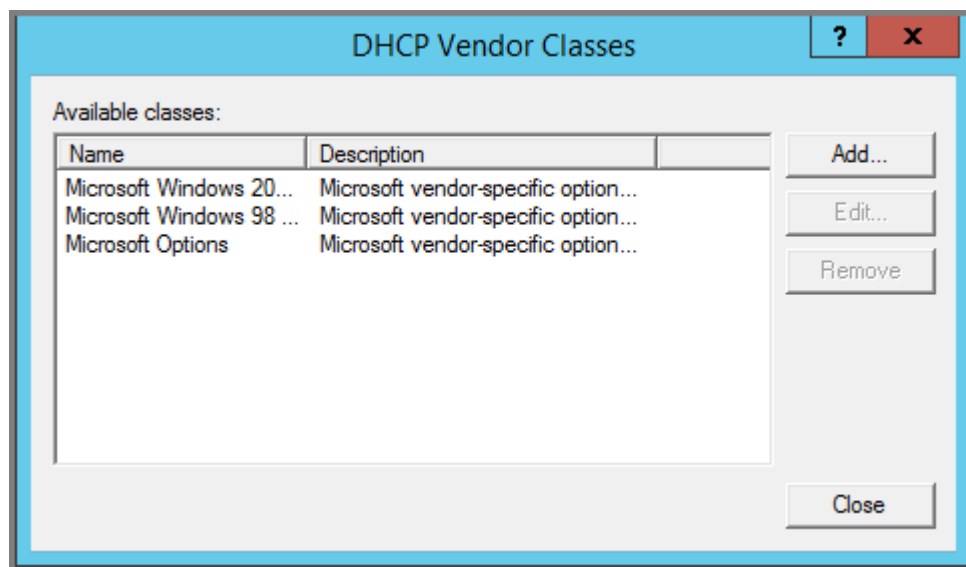 DHCP Vendor Classes ? x
Available classes:
Name Description
Microsoft Windows 20... Microsoft vendor-specific option...
Microsoft Windows 98 ... Microsoft vendor-specific option...
Microsoft Options Microsoft vendor-specific option...
Add...
Edit...
Remove
Close